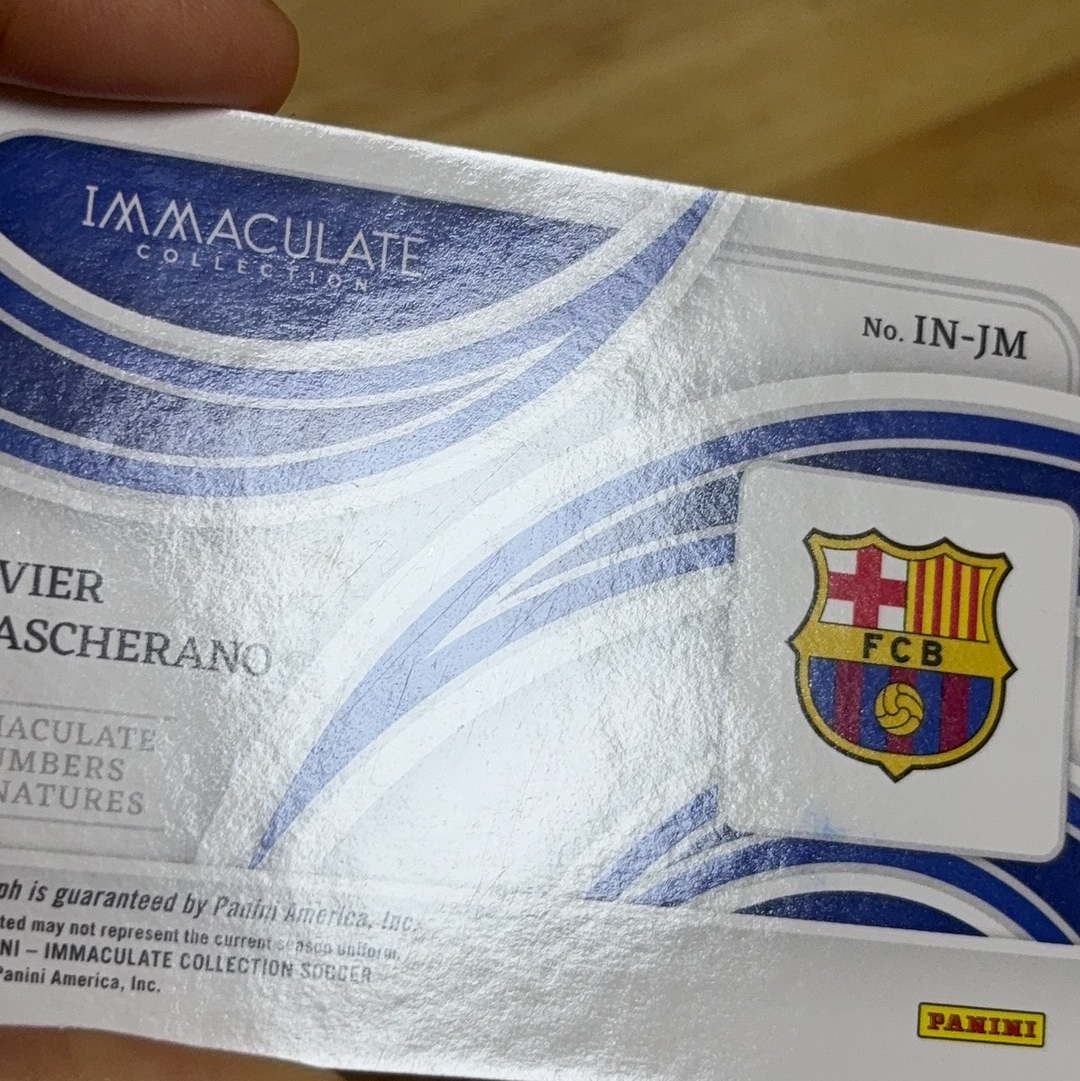 IMMACULATE
COLLECTION
No. IN-JM
VIER
ASCHERANO
FCB
MACULATE
UMBERS
NATURES
ph is guaranteed by Panini America, Inc.
ted may not represent the current season uniform.
NI – IMMACULATE COLLECTION SOCCER
Panini America, Inc.
PANINI